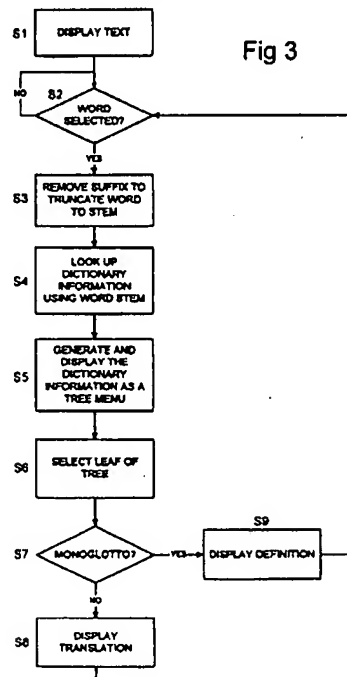 Fig 3
S1
DISPLAY TEXT
NO
S2
WORD
SELECTED?
YES
S3
REMOVE SUFFIX TO
TRUNCATE WORD
TO STEM
S4
LOOK UP
DICTIONARY
INFORMATION
USING WORD STEM
S5
GENERATE AND
DISPLAY THE
DICTIONARY
INFORMATION AS A
TREE MENU
S6
SELECT LEAF OF
TREE
S7
MONOGLOTTO?
YES
S9
DISPLAY DEFINITION
NO
S8
DISPLAY
TRANSLATION